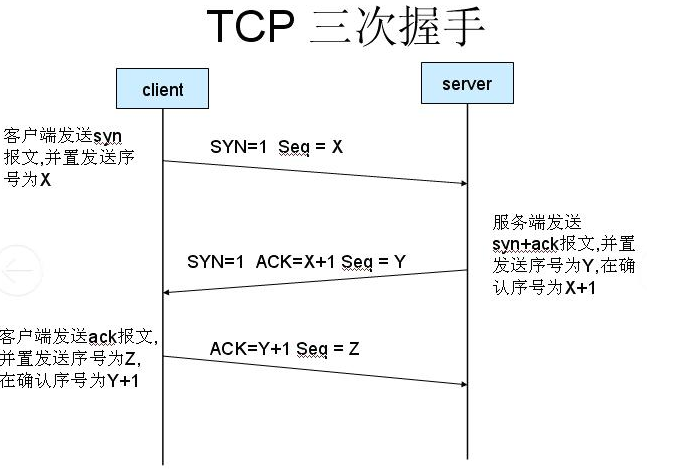 TCP 三次握手
client
server
客户端发送syn
报文,并置发送序
号为X
SYN=1 Seq = X
服务端发送
syn+ack报文,并置
发送序号为Y,在确
认序号为X+1
SYN=1 ACK=X+1 Seq = Y
客户端发送ack报文,
并置发送序号为Z,
在确认序号为Y+1
ACK=Y+1 Seq = Z